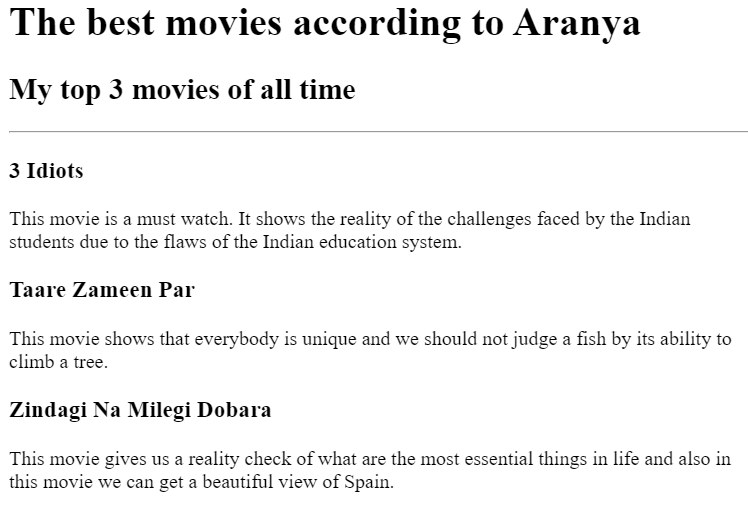 The best movies according to Aranya
My top 3 movies of all time
3 Idiots
This movie is a must watch. It shows the reality of the challenges faced by the Indian
students due to the flaws of the Indian education system.
Taare Zameen Par
This movie shows that everybody is unique and we should not judge a fish by its ability to
climb a tree.
Zindagi Na Milegi Dobara
This movie gives us a reality check of what are the most essential things in life and also in
this movie we can get a beautiful view of Spain.